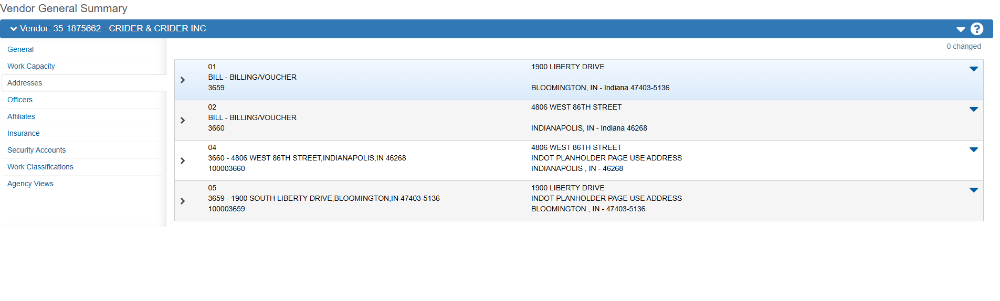 Vendor General Summary
Vendor: 35-1875662 - CRIDER & CRIDER INC
?
General
Work Capacity
Addresses
Officers
Affiliates
Insurance
Security Accounts
Work Classifications
Agency Views
0 changed
01
BILL - BILLING/VOUCHER
3659
1900 LIBERTY DRIVE
BLOOMINGTON, IN - Indiana 47403-5136
02
BILL - BILLING/VOUCHER
3660
4806 WEST 86TH STREET
INDIANAPOLIS, IN - Indiana 46268
04
3660 - 4806 WEST 86TH STREET,INDIANAPOLIS,IN 46268
100003660
4806 WEST 86TH STREET
INDOT PLANHOLDER PAGE USE ADDRESS
INDIANAPOLIS , IN - 46268
05
3659 - 1900 SOUTH LIBERTY DRIVE,BLOOMINGTON,IN 47403-5136
100003659
1900 LIBERTY DRIVE
INDOT PLANHOLDER PAGE USE ADDRESS
BLOOMINGTON , IN - 47403-5136